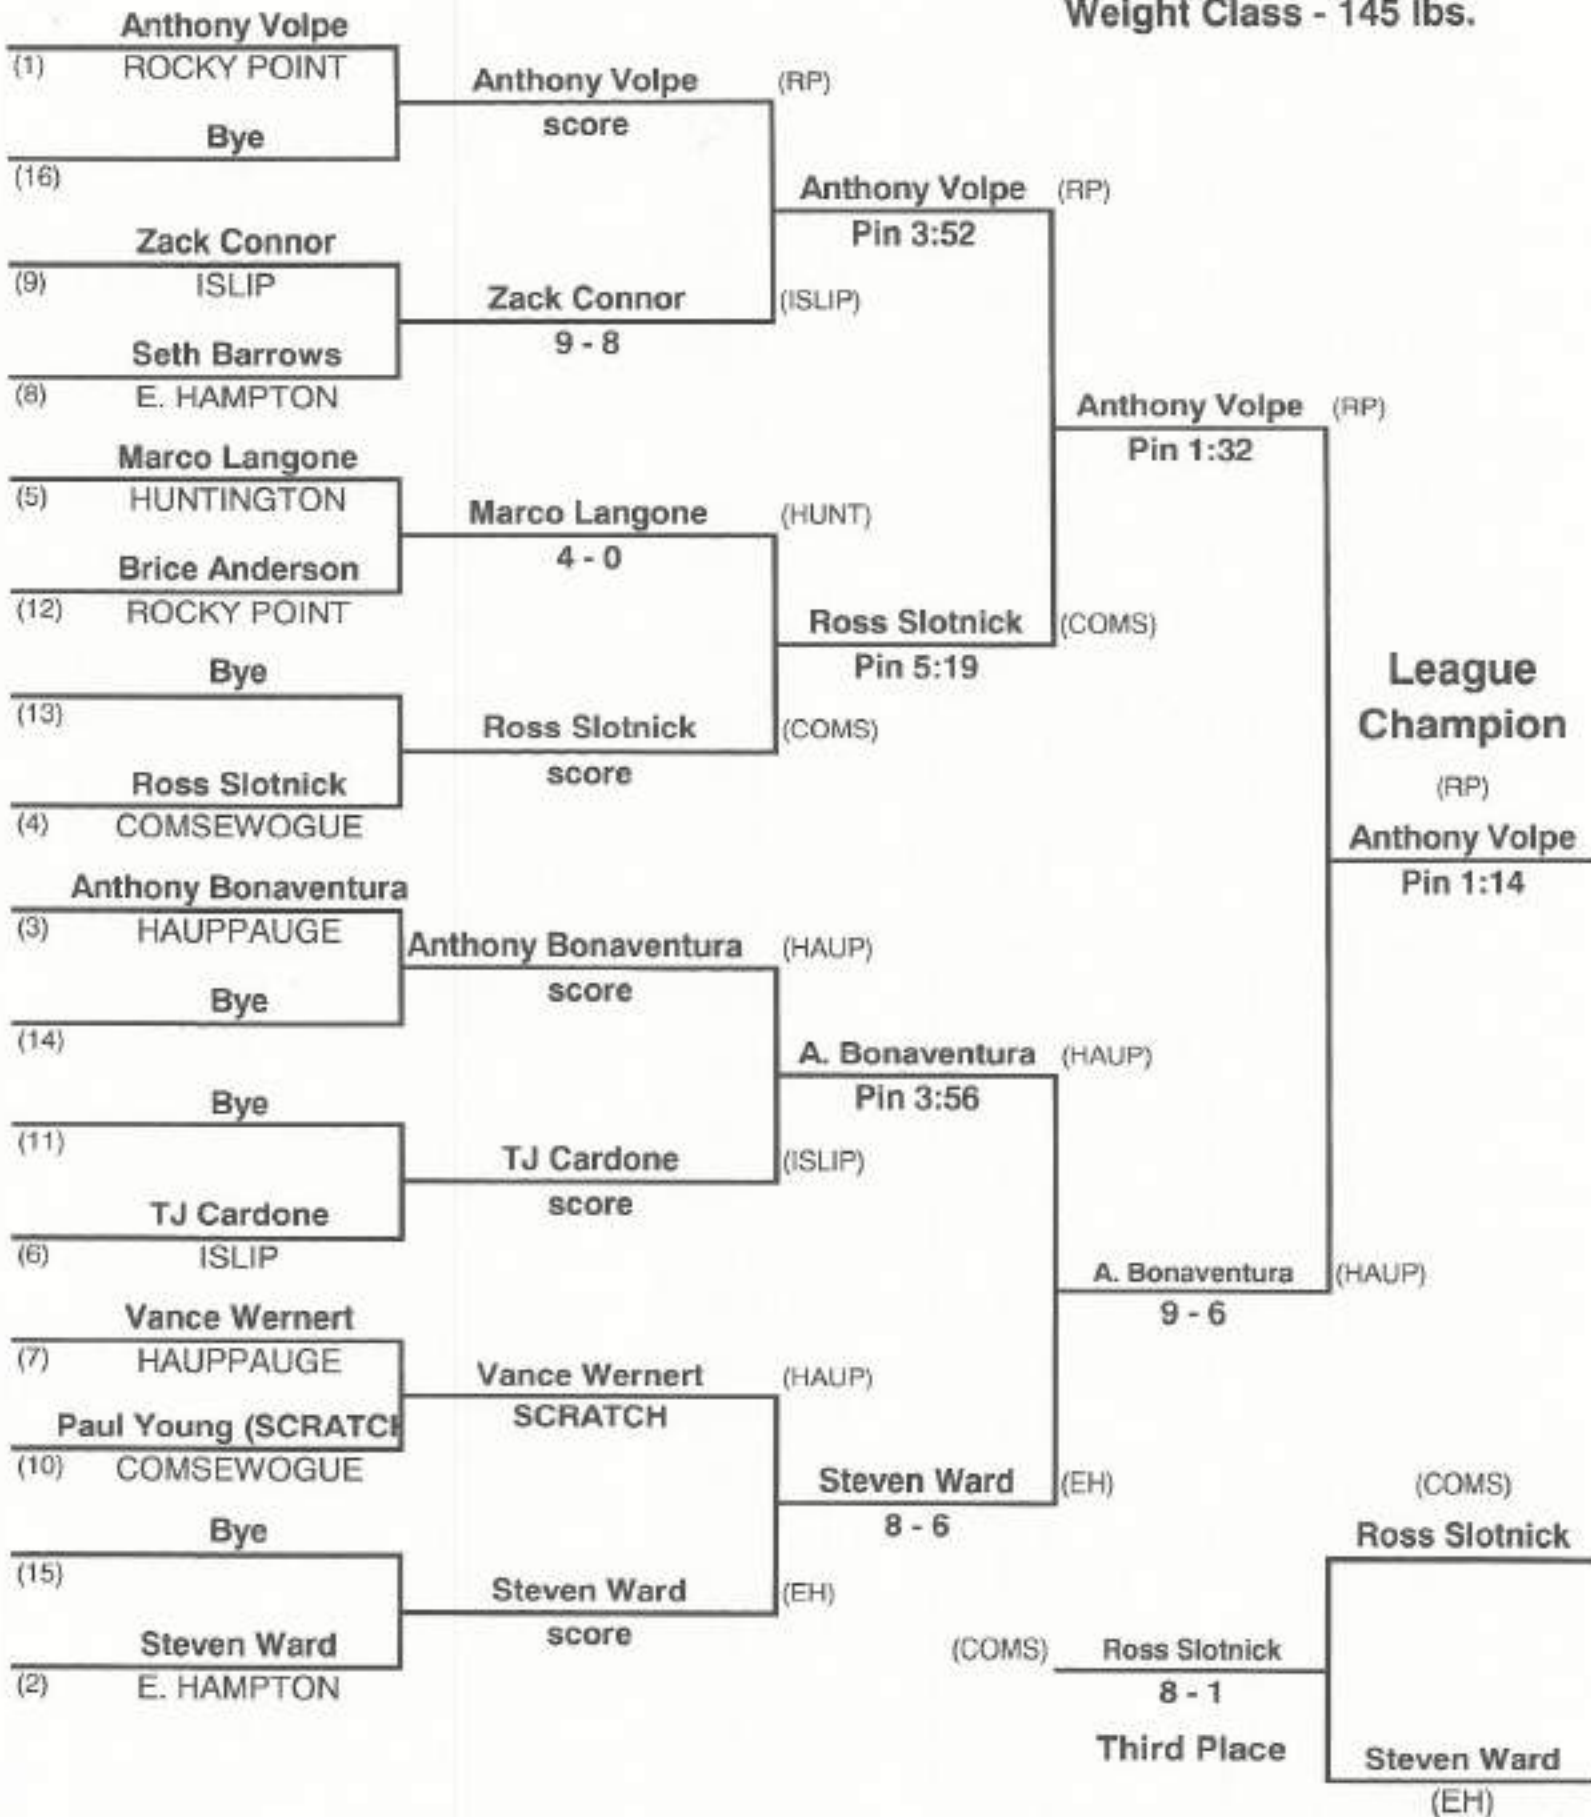 Weight Class - 145 lbs.
Anthony Volpe
(1) ROCKY POINT
Bye
(16)
Zack Connor
(9) ISLIP
Seth Barrows
(8) E. HAMPTON
Marco Langone
(5) HUNTINGTON
Brice Anderson
(12) ROCKY POINT
Bye
(13)
Ross Slotnick
(4) COMSEWOGUE
Anthony Bonaventura
(3) HAUPPAUGE
Bye
(14)
Bye
(11)
TJ Cardone
(6) ISLIP
Vance Wernert
(7) HAUPPAUGE
Paul Young (SCRATCH
(10) COMSEWOGUE
Bye
(15)
Steven Ward
(2) E. HAMPTON
Anthony Volpe (RP)
score
Zack Connor (ISLIP)
9 - 8
Marco Langone (HUNT)
4 - 0
Ross Slotnick (COMS)
score
Anthony Bonaventura (HAUP)
score
TJ Cardone (ISLIP)
score
Vance Wernert (HAUP)
SCRATCH
Steven Ward (EH)
score
Anthony Volpe (RP)
Pin 3:52
Ross Slotnick (COMS)
Pin 5:19
A. Bonaventura (HAUP)
Pin 3:56
Steven Ward (EH)
8 - 6
Anthony Volpe (RP)
Pin 1:32
A. Bonaventura (HAUP)
9 - 6
League
Champion
(RP)
Anthony Volpe
Pin 1:14
(COMS)
Ross Slotnick
(COMS) Ross Slotnick
8 - 1
Third Place
Steven Ward
(EH)